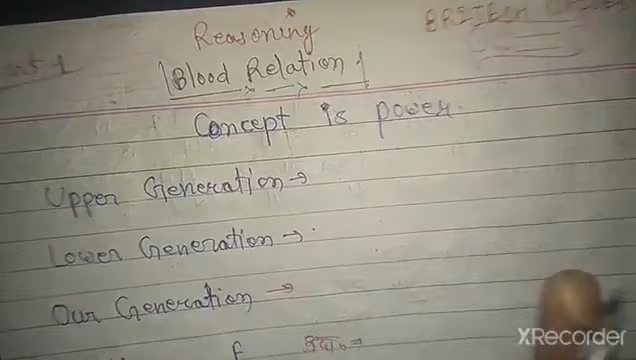 Reasoning
Blood Relation
Concept is power.
Upper Generation →
Lower Generation →
Our Generation →
XRecorder